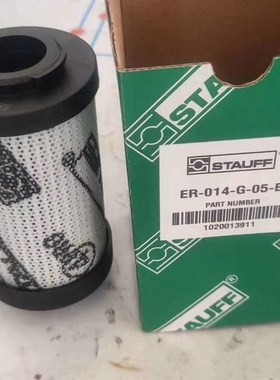 STAUFF
STAUFF
ER-014-G-05-B
PART NUMBER
1020013911
STAUFF